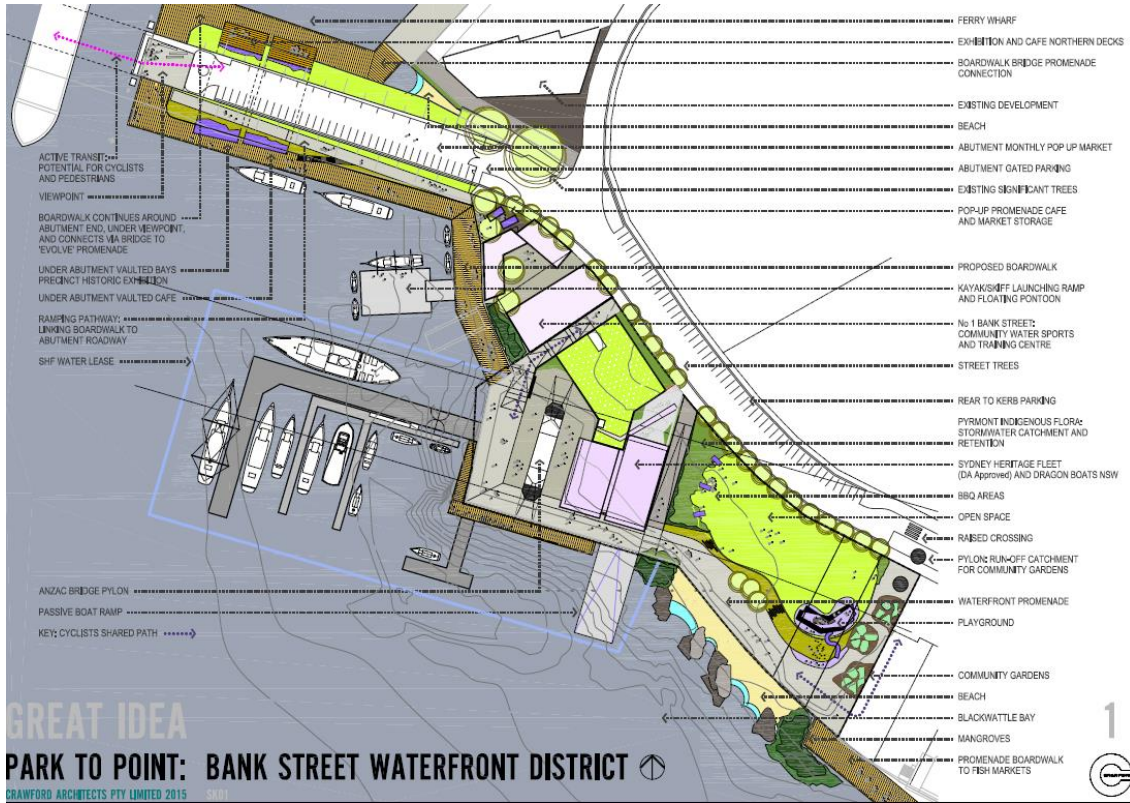 FERRY WHARF
EXHIBITION AND CAFE NORTHERN DECKS
BOARDWALK BRIDGE PROMENADE
CONNECTION
EXISTING DEVELOPMENT
BEACH
ABUTMENT MONTHLY POP UP MARKET
ABUTMENT GATED PARKING
EXISTING SIGNIFICANT TREES
POP-UP PROMENADE CAFE
AND MARKET STORAGE
PROPOSED BOARDWALK
KAYAK/SKIFF LAUNCHING RAMP
AND FLOATING PONTOON
No 1 BANK STREET:
COMMUNITY WATER SPORTS
AND TRAINING CENTRE
STREET TREES
REAR TO KERB PARKING
PYRMONT INDIGENOUS FLORA:
STORMWATER CATCHMENT AND
RETENTION
SYDNEY HERITAGE FLEET
(DA Approved) AND DRAGON BOATS NSW
BBQ AREAS
OPEN SPACE
RAISED CROSSING
PYLON: RUN-OFF CATCHMENT
FOR COMMUNITY GARDENS
WATERFRONT PROMENADE
PLAYGROUND
COMMUNITY GARDENS
BEACH
BLACKWATTLE BAY
MANGROVES
PROMENADE BOARDWALK
TO FISH MARKETS
ACTIVE TRANSIT:
POTENTIAL FOR CYCLISTS
AND PEDESTRIANS
VIEWPOINT
BOARDWALK CONTINUES AROUND
ABUTMENT END, UNDER VIEWPOINT,
AND CONNECTS VIA BRIDGE TO
'EVOLVE' PROMENADE
UNDER ABUTMENT VAULTED BAYS
PRECINCT HISTORIC EXHIBITION
UNDER ABUTMENT VAULTED CAFE
RAMPING PATHWAY:
LINKING BOARDWALK TO
ABUTMENT ROADWAY
SHF WATER LEASE
ANZAC BRIDGE PYLON
PASSIVE BOAT RAMP
KEY: CYCLISTS SHARED PATH
GREAT IDEA
1
PARK TO POINT: BANK STREET WATERFRONT DISTRICT
CRAWFORD ARCHITECTS PTY LIMITED 2015 SK01